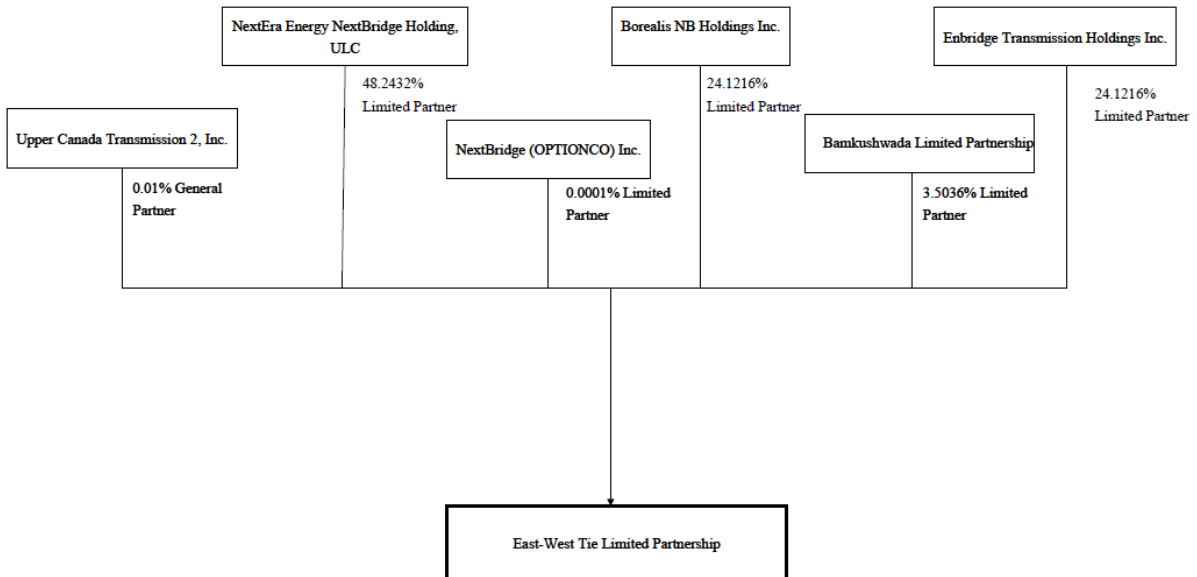 NextEra Energy NextBridge Holding,
ULC
48.2432%
Limited Partner
Borealis NB Holdings Inc.
24.1216%
Limited Partner
Enbridge Transmission Holdings Inc.
24.1216%
Limited Partner
Upper Canada Transmission 2, Inc.
0.01% General
Partner
NextBridge (OPTIONCO) Inc.
0.0001% Limited
Partner
Bamkushwada Limited Partnership
3.5036% Limited
Partner
East-West Tie Limited Partnership